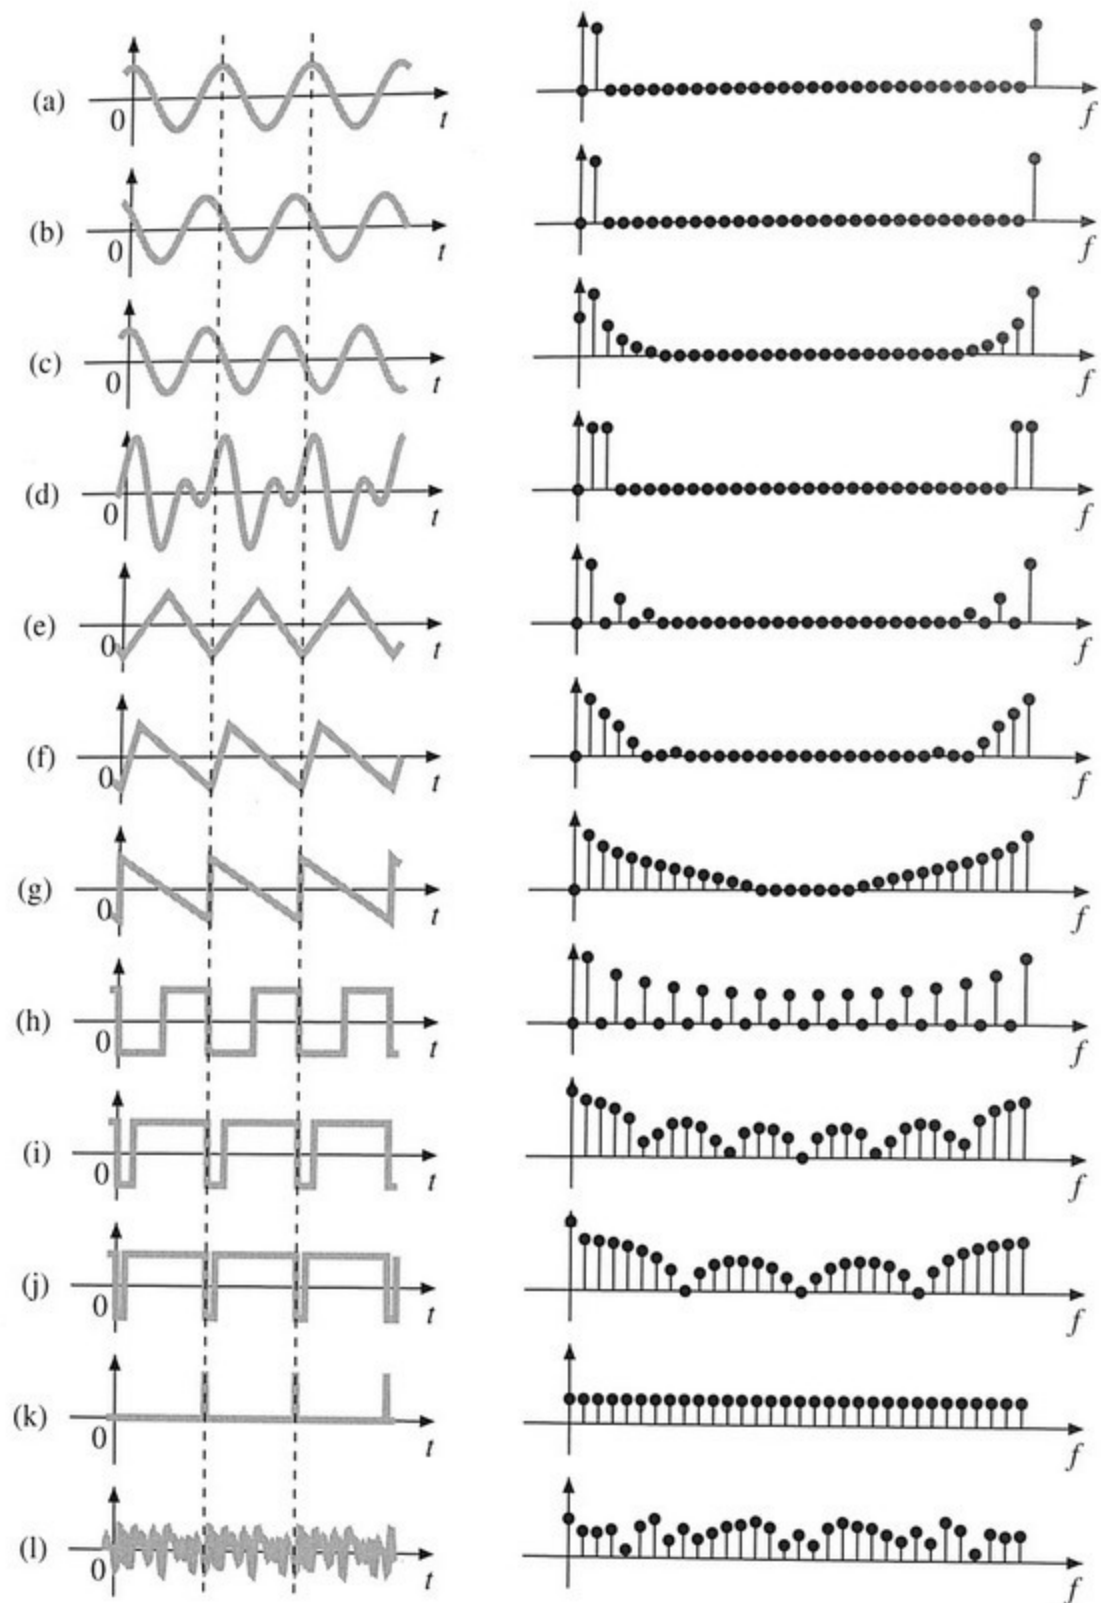 (a) 0 t f
(b) 0 t f
(c) 0 t f
(d) 0 t f
(e) 0 t f
(f) 0 t f
(g) 0 t f
(h) 0 t f
(i) 0 t f
(j) 0 t f
(k) 0 t f
(l) 0 t f